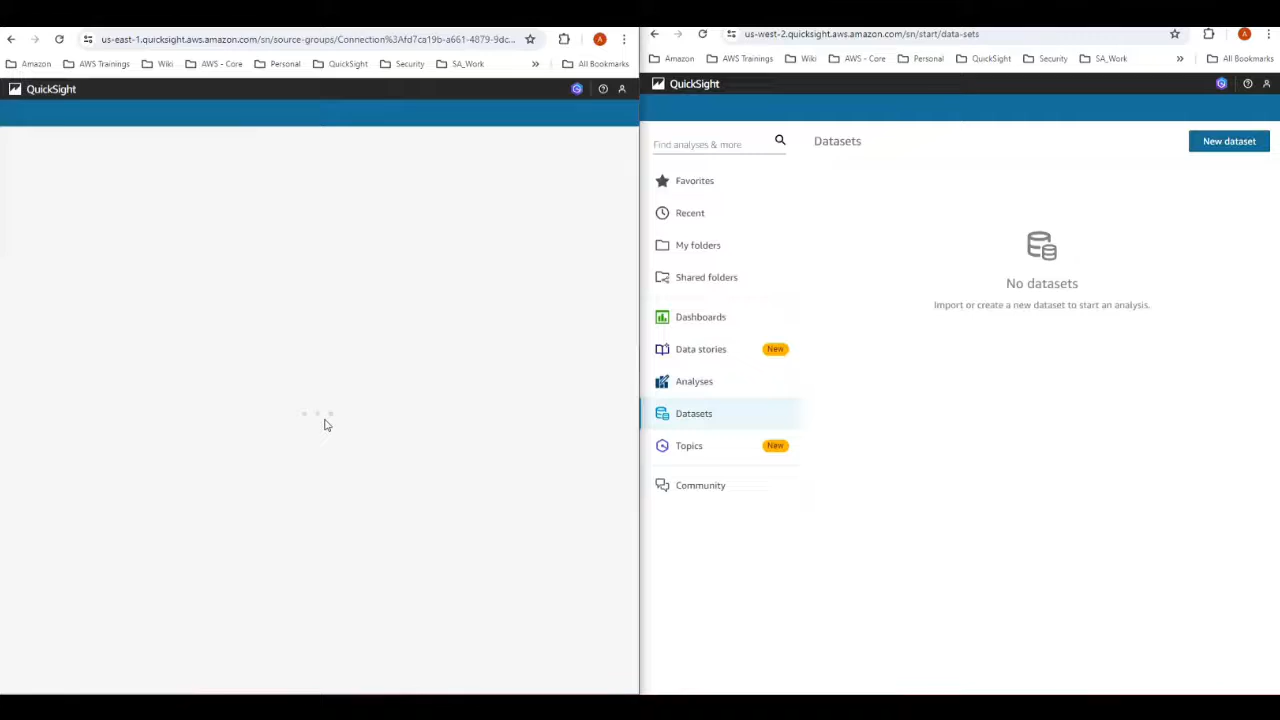 us-east-1.quicksight.aws.amazon.com/sn/source-groups/Connection%3Afd7ca19b-a661-4879-9dc...
Amazon
AWS Trainings
Wiki
AWS - Core
Personal
QuickSight
Security
SA_Work
»
All Bookmarks
QuickSight
us-west-2.quicksight.aws.amazon.com/sn/start/data-sets
Amazon
AWS Trainings
Wiki
AWS - Core
Personal
QuickSight
Security
SA_Work
»
All Bookmarks
QuickSight
Find analyses & more
Datasets
New dataset
Favorites
Recent
My folders
Shared folders
Dashboards
Data stories New
Analyses
Datasets
Topics New
Community
No datasets
Import or create a new dataset to start an analysis.